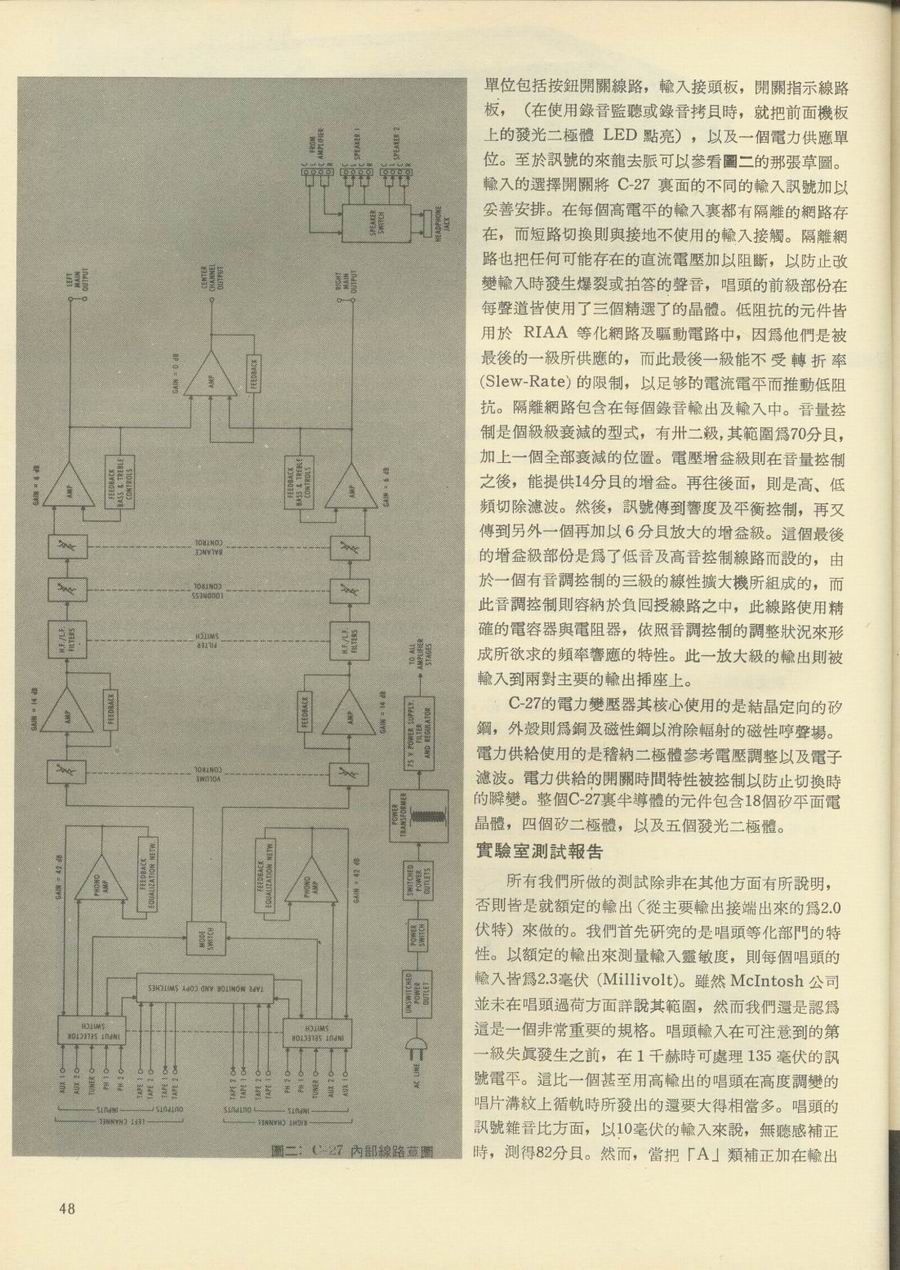 單位包括按鈕開關線路，輸入接頭板，開關指示線路
板，（在使用錄音監聽或錄音拷貝時，就把前面機板
上的發光二極體 LED 點亮），以及一個電力供應單
位。至於訊號的來龍去脈可以參看圖二的那張草圖。
輸入的選擇開關將 C-27 裏面的不同的輸入訊號加以
妥善安排。在每個高電平的輸入裏都有隔離的網路存
在，而短路切換則與接地不使用的輸入接觸。隔離網
路也把任何可能存在的直流電壓加以阻斷，以防止改
變輸入時發生爆裂或拍答的聲音，唱頭的前級部份在
每聲道皆使用了三個精選了的晶體。低阻抗的元件皆
用於 RIAA 等化網路及驅動電路中，因爲他們是被
最後的一級所供應的，而此最後一級能不受轉折率
(Slew-Rate) 的限制，以足够的電流電平而推動低阻
抗。隔離網路包含在每個錄音輸出及輸入中。音量控
制是個級級衰減的型式，有卅二級，其範圍爲70分貝，
加上一個全部衰減的位置。電壓增益級則在音量控制
之後，能提供14分貝的增益。再往後面，則是高、低
頻切除濾波。然後，訊號傳到響度及平衡控制，再又
傳到另外一個再加以 6 分貝放大的增益級。這個最後
的增益級部份是爲了低音及高音控制線路而設的，由
於一個有音調控制的三級的線性擴大機所組成的，而
此音調控制則容納於負囘授線路之中，此線路使用精
確的電容器與電阻器，依照音調控制的調整狀況來形
成所欲求的頻率響應的特性。此一放大級的輸出則被
輸入到兩對主要的輸出揷座上。
C-27的電力變壓器其核心使用的是結晶定向的矽
鋼，外殼則爲銅及磁性鋼以消除幅射的磁性哼聲場。
電力供給使用的是稽納二極體參考電壓調整以及電子
濾波。電力供給的開關時間特性被控制以防止切換時
的瞬變。整個C-27裏半導體的元件包含18個矽平面電
晶體，四個矽二極體，以及五個發光二極體。
實驗室測試報告
所有我們所做的測試除非在其他方面有所說明，
否則皆是就額定的輸出（從主要輸出接端出來的爲2.0
伏特）來做的。我們首先研究的是唱頭等化部門的特
性。以額定的輸出來測量輸入靈敏度，則每個唱頭的
輸入皆爲2.3毫伏 (Millivolt)。雖然 McIntosh 公司
並未在唱頭過荷方面詳說其範圍，然而我們還是認爲
這是一個非常重要的規格。唱頭輸入在可注意到的第
一級失眞發生之前，在 1 千赫時可處理 135 毫伏的訊
號電平。這比一個甚至用高輸出的唱頭在高度調變的
唱片溝紋上循軌時所發出的還要大得相當多。唱頭的
訊號雜音比方面，以10毫伏的輸入來說，無聽感補正
時，測得82分貝。然而，當把「A」類補正加在輸出
LEFT CHANNEL
INPUTS
OUTPUTS
AUX 1
AUX 2
TUNER
PH 1
PH 2
TAPE 1
TAPE 2
TAPE 1
TAPE 2
INPUT SELECTOR
SWITCH
TAPE MONITOR AND COPY SWITCHES
MODE
SWITCH
GAIN = 42 dB
PHONO
AMP
FEEDBACK
EQUALIZATION NETW.
VOLUME
CONTROL
GAIN = 14 dB
AMP
FEEDBACK
H.F./L.F.
FILTERS
FILTER
SWITCH
LOUDNESS
CONTROL
BALANCE
CONTROL
GAIN = 6 dB
AMP
FEEDBACK
BASS & TREBLE
CONTROLS
LEFT
MAIN
OUTPUT
GAIN = 0 dB
AMP
FEEDBACK
CENTER
CHANNEL
OUTPUT
RIGHT CHANNEL
OUTPUTS
INPUTS
TAPE 2
TAPE 1
TAPE 2
TAPE 1
PH 2
PH 1
TUNER
AUX 2
AUX 1
INPUT SELECTOR
SWITCH
FEEDBACK
EQUALIZATION NETW.
PHONO
AMP
GAIN = 42 dB
FEEDBACK
AMP
GAIN = 14 dB
H.F./L.F.
FILTERS
FEEDBACK
BASS & TREBLE
CONTROLS
AMP
GAIN = 6 dB
RIGHT
MAIN
OUTPUT
AC LINE
UNSWITCHED
POWER
OUTLET
POWER
SWITCH
SWITCHED
POWER
OUTLETS
POWER
TRANSFORMER
75 V POWER SUPPLY
FILTER
AND REGULATOR
TO ALL
AMPLIFIER
STAGES
FROM
AMPLIFIER
SPEAKER 1
SPEAKER 2
C L C R
C L C R
C L C R
SPEAKER
SWITCH
HEADPHONE
JACK
圖二：C-27 內部線路草圖
48